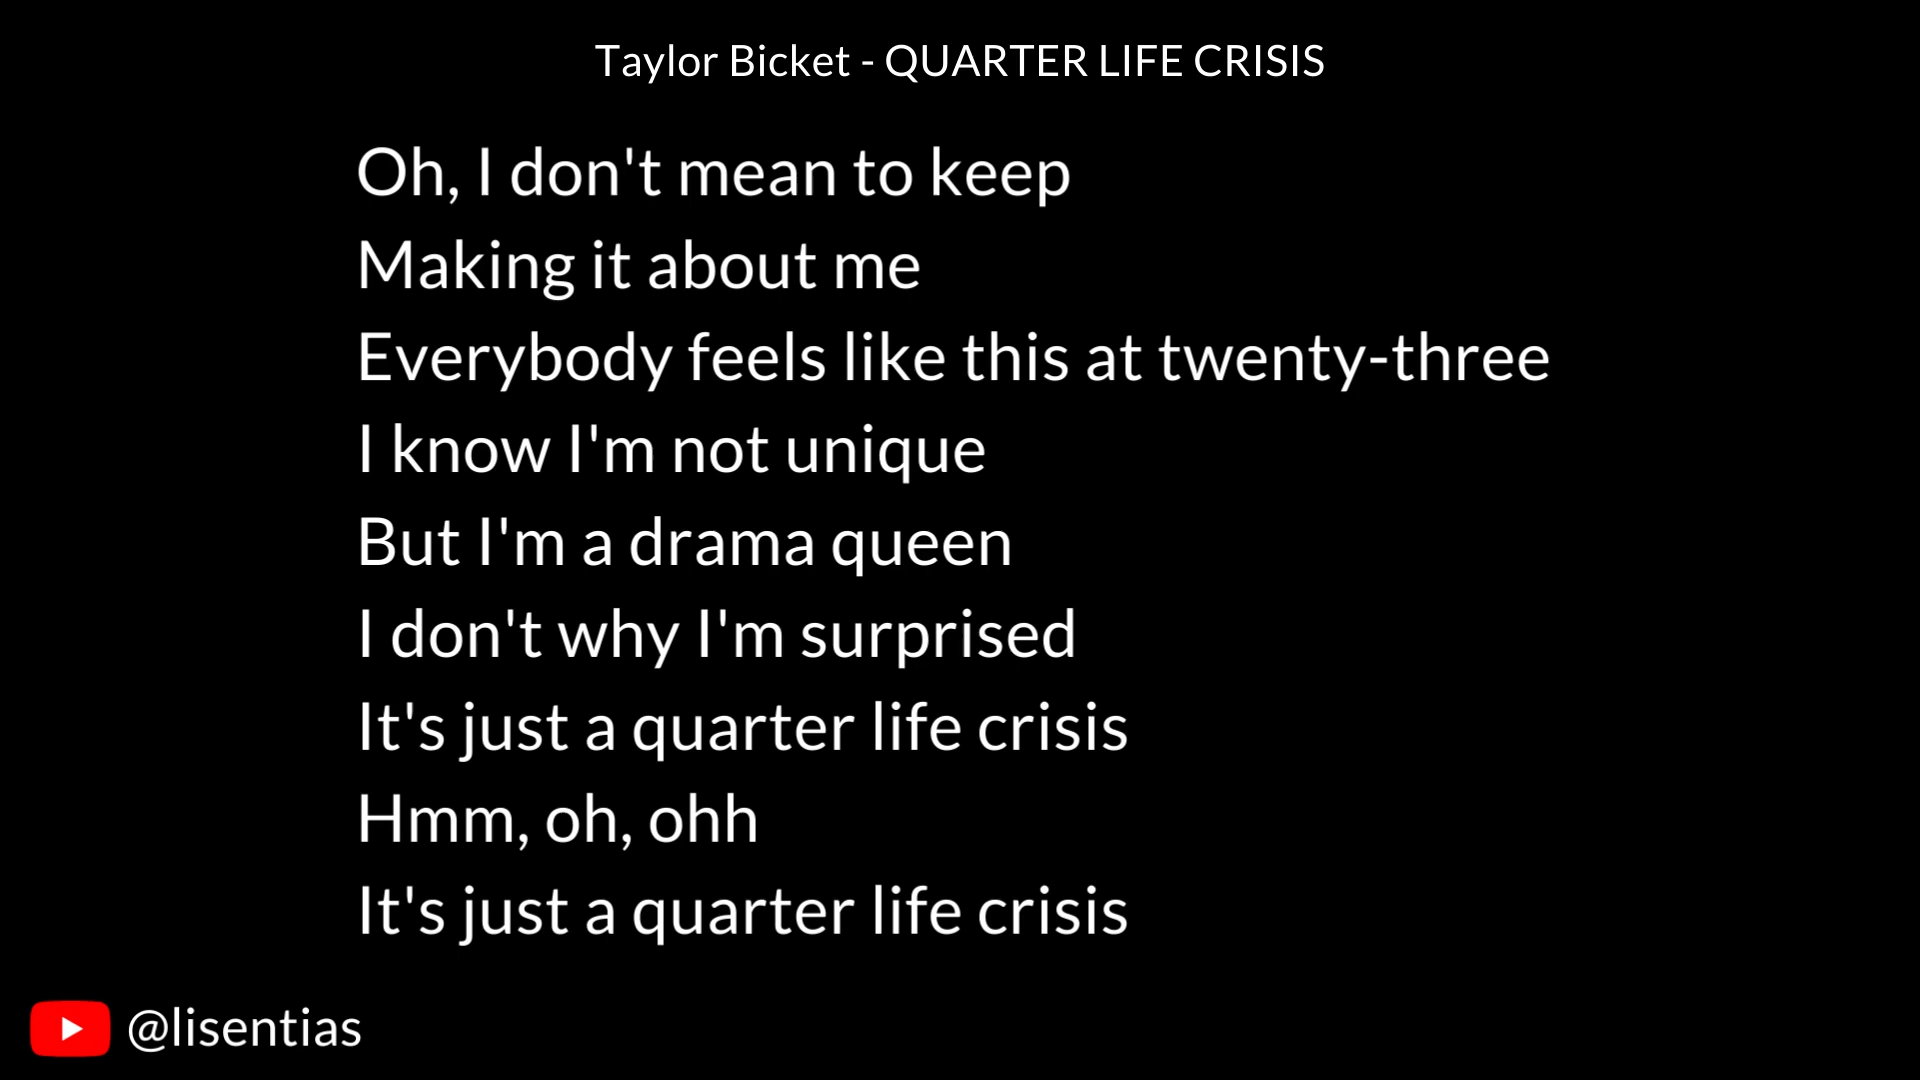 Taylor Bicket - QUARTER LIFE CRISIS
Oh, I don't mean to keep
Making it about me
Everybody feels like this at twenty-three
I know I'm not unique
But I'm a drama queen
I don't why I'm surprised
It's just a quarter life crisis
Hmm, oh, ohh
It's just a quarter life crisis
@lisentias